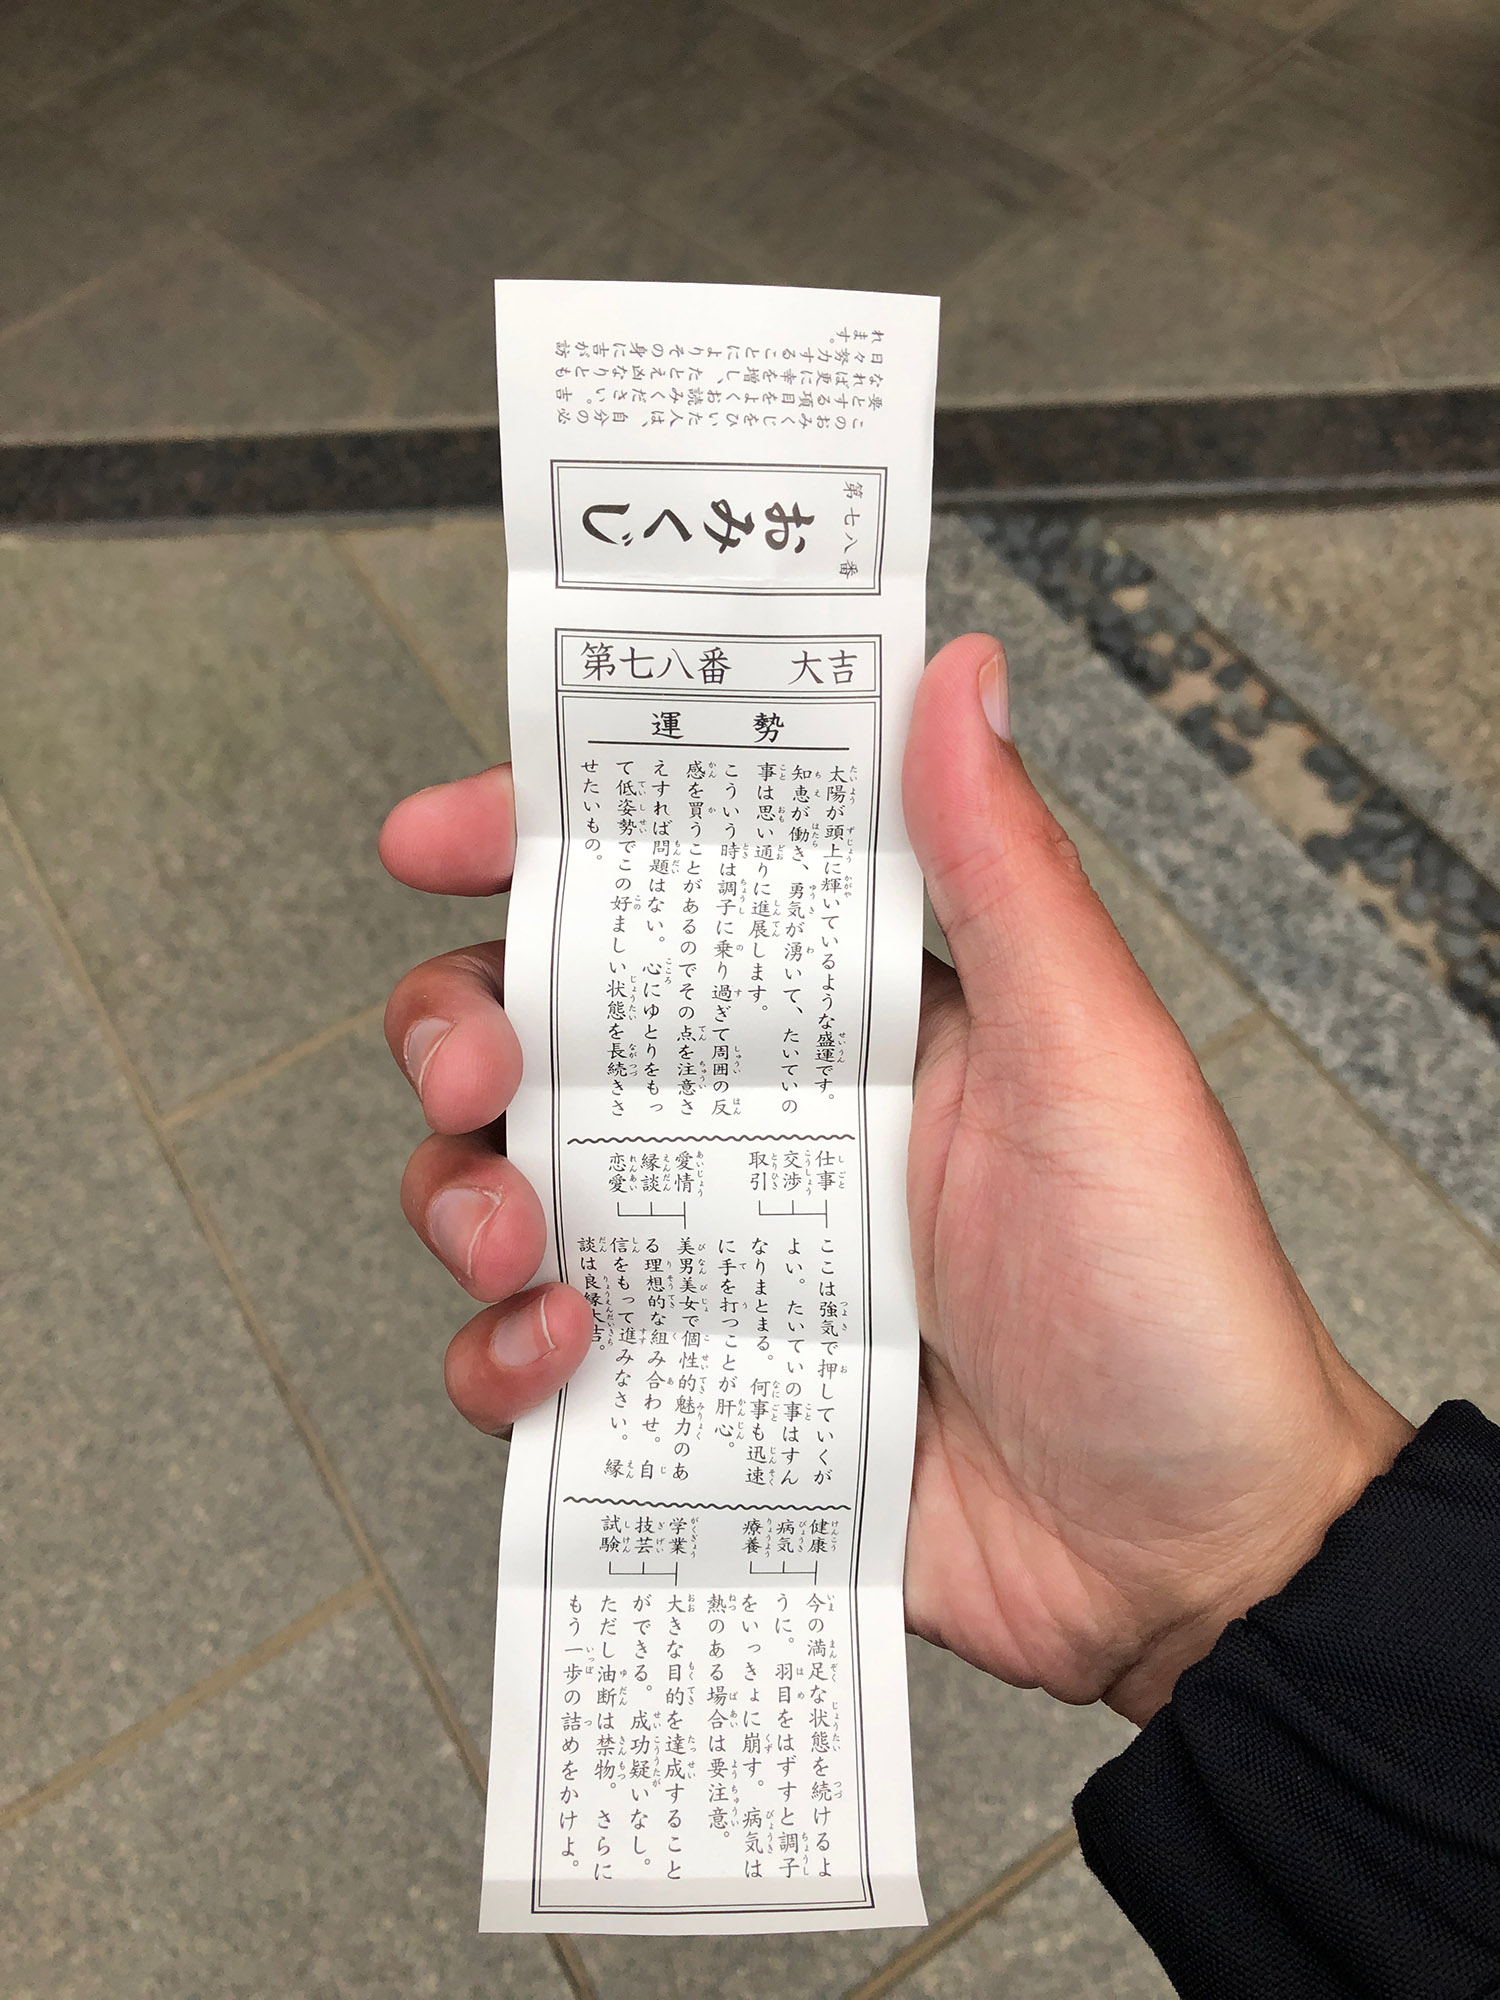 このおみくじをひいた人は、自分の必
要とする項目をよくお読みください。吉
なれば更に幸を増し、たとえ凶なりとも
日々努力することによりその身に吉が訪
れます。
第七八番
おみくじ
第七八番 大吉
運勢
太陽が頭上に輝いているような盛運です。
知恵が働き、勇気が湧いて、たいていの
事は思い通りに進展します。
こういう時は調子に乗り過ぎて周囲の反
感を買うことがあるのでその点を注意さ
えすれば問題はない。心にゆとりをもっ
て低姿勢でこの好ましい状態を長続きさ
せたいもの。
仕事
交渉
取引
ここは強気で押していくが
よい。たいていの事はすん
なりまとまる。何事も迅速
に手を打つことが肝心。
愛情
縁談
恋愛
美男美女で個性的魅力のあ
る理想的な組み合わせ。自
信をもって進みなさい。縁
談は良縁大吉。
健康
病気
療養
今の満足な状態を続けるよ
うに。羽目をはずすと調子
をいっきょに崩す。病気は
熱のある場合は要注意。
学業
技芸
試験
大きな目的を達成すること
ができる。成功疑いなし。
ただし油断は禁物。さらに
もう一歩の詰めをかけよ。